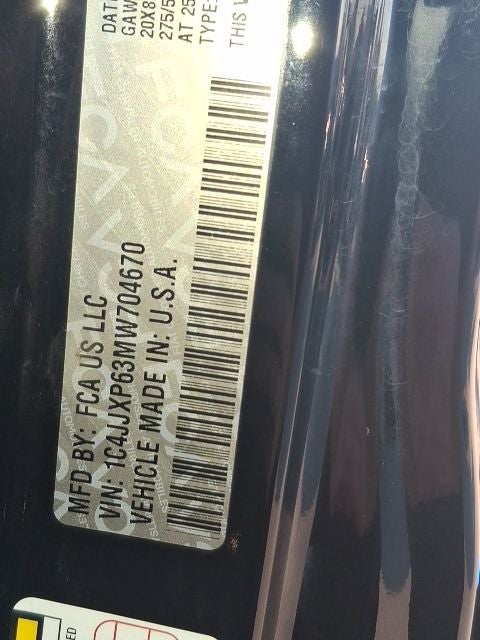 MFD BY: FCA US LLC
VIN: 1C4JJXP63MW704670
VEHICLE MADE IN: U.S.A.
DAT
GAW
20X8
275/5
AT 25
TYPE:
THIS V
ED